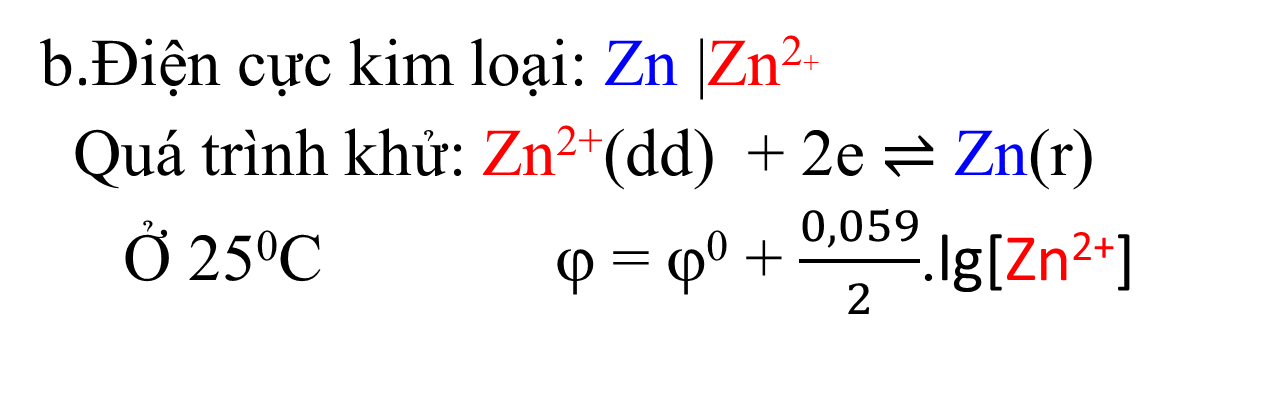 b.Điện cực kim loại: Zn |Zn²⁺
Quá trình khử: Zn²⁺(dd) + 2e ⇌ Zn(r)
Ở 25⁰C φ = φ⁰ + 0,059/2 .lg[Zn²⁺]